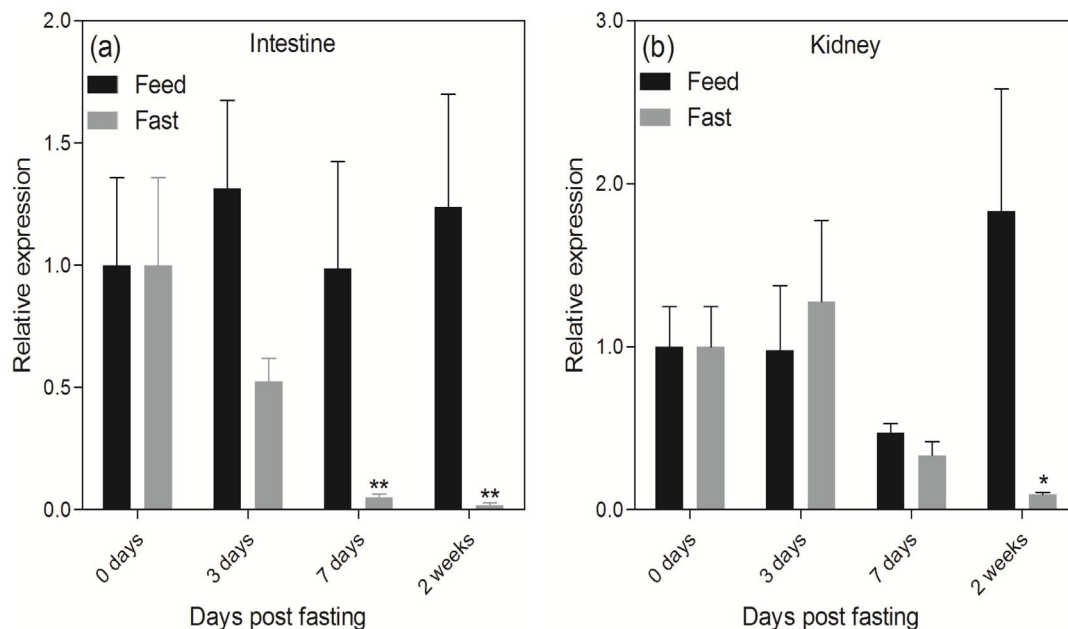 (a)
Intestine
Feed
Fast
2.0
1.5
1.0
0.5
0.0
Relative expression
**
**
0 days
3 days
7 days
2 weeks
Days post fasting
(b)
Kidney
Feed
Fast
3.0
2.0
1.0
0.0
Relative expression
*
0 days
3 days
7 days
2 weeks
Days post fasting